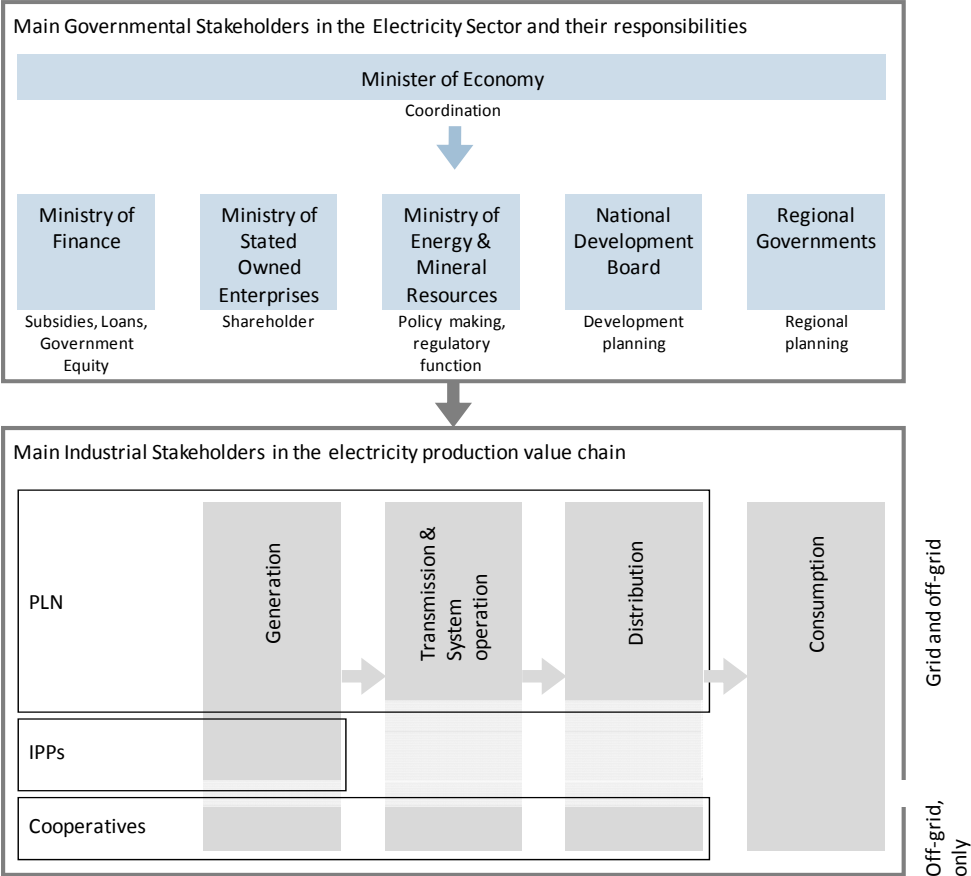 Main Governmental Stakeholders in the Electricity Sector and their responsibilities
Minister of Economy
Coordination
Ministry of
Finance
Subsidies, Loans,
Government
Equity
Ministry of
Stated
Owned
Enterprises
Shareholder
Ministry of
Energy &
Mineral
Resources
Policy making,
regulatory
function
National
Development
Board
Development
planning
Regional
Governments
Regional
planning
Main Industrial Stakeholders in the electricity production value chain
PLN
Generation
Transmission &
System
operation
Distribution
Consumption
Grid and off-grid
IPPs
Cooperatives
Off-grid,
only